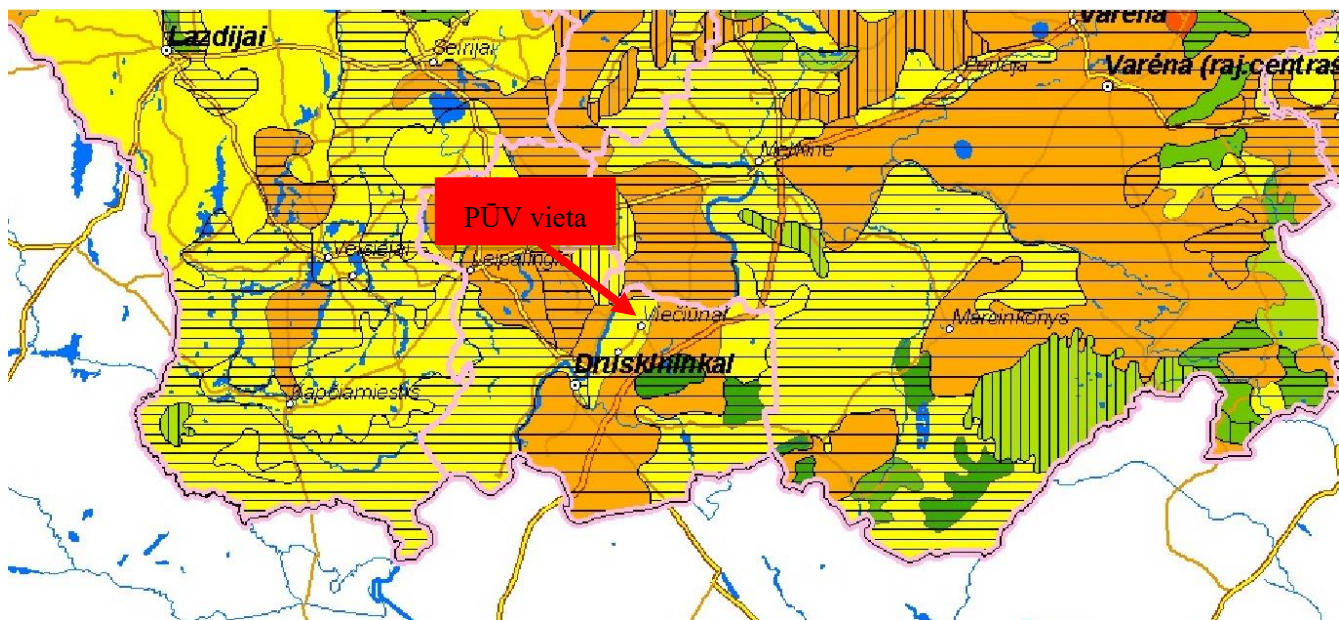 Varėna
Lazdijai
Seirijai
Perloja
Varėna (raj.centras
Merkinė
PŪV vieta
Veisiejai
Leipalingis
Viečiūnai
Marcinkonys
Druskininkai
Kapčiamiestis